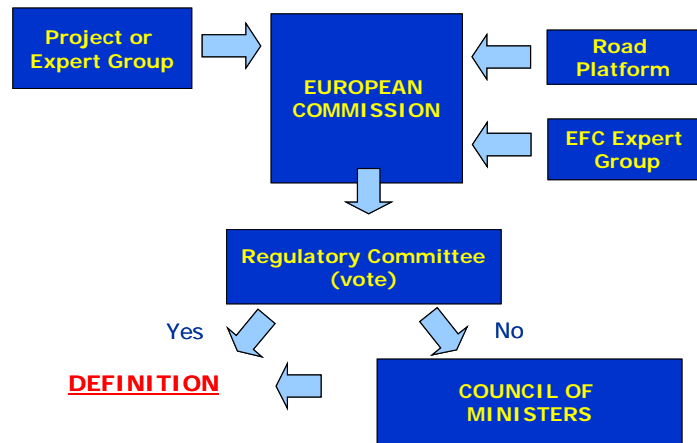 Project or
Expert Group
EUROPEAN
COMMISSION
Road
Platform
EFC Expert
Group
Regulatory Committee
(vote)
Yes
No
DEFINITION
COUNCIL OF
MINISTERS